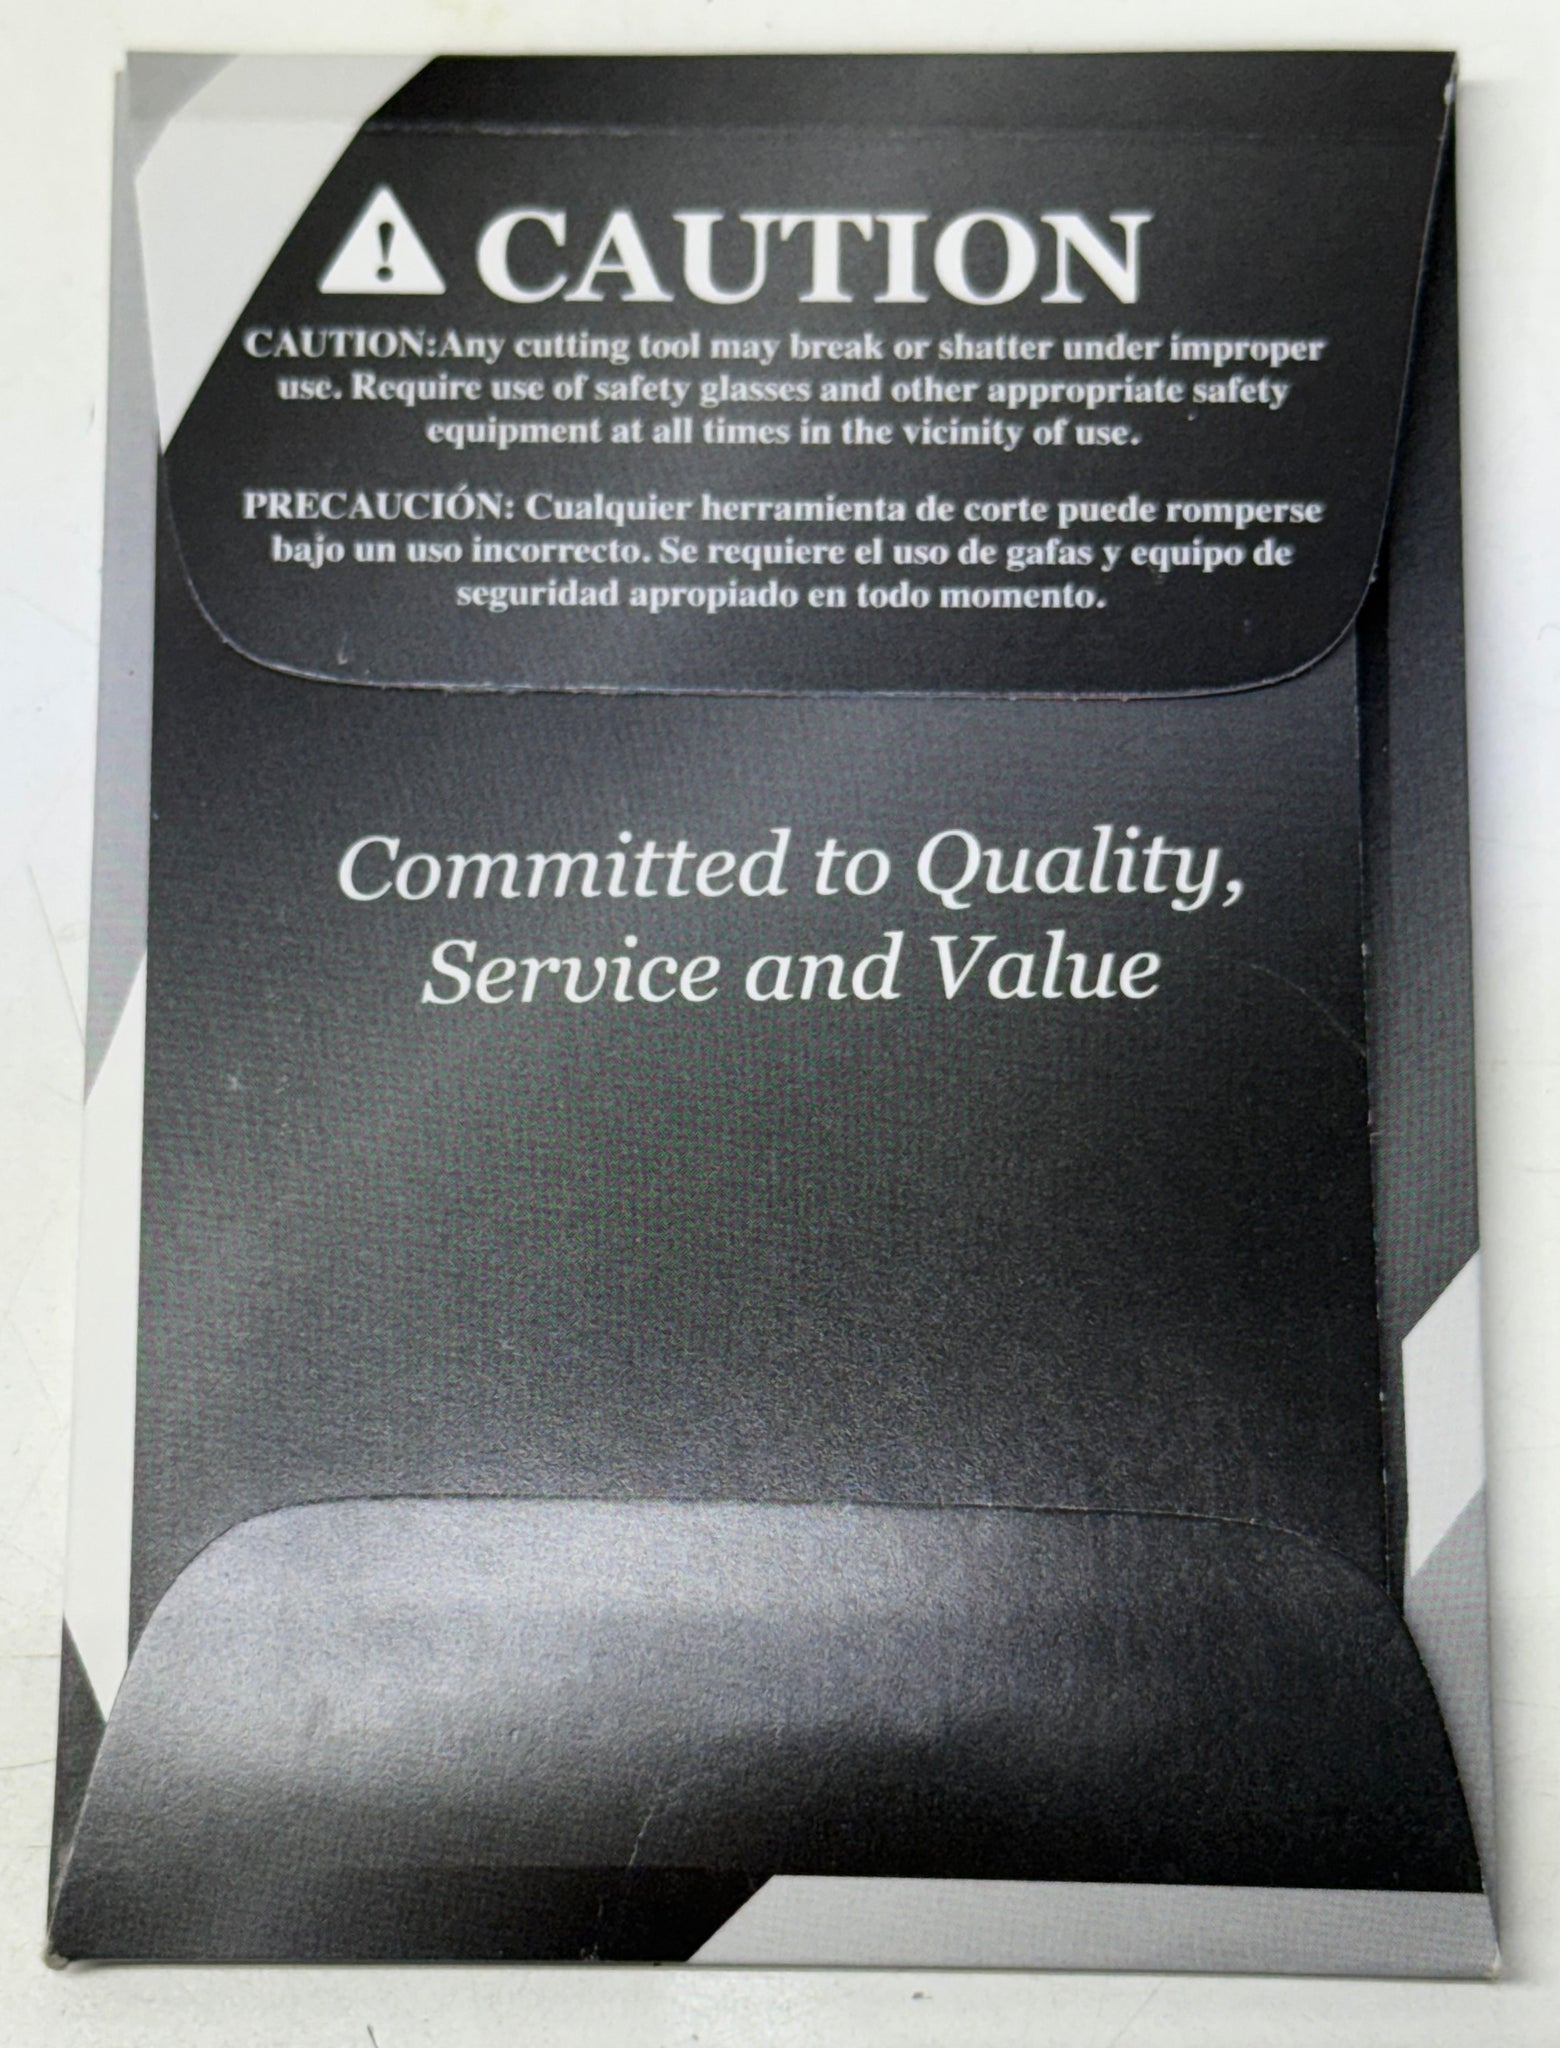 CAUTION
CAUTION:Any cutting tool may break or shatter under improper
use. Require use of safety glasses and other appropriate safety
equipment at all times in the vicinity of use.
PRECAUCIÓN: Cualquier herramienta de corte puede romperse
bajo un uso incorrecto. Se requiere el uso de gafas y equipo de
seguridad apropiado en todo momento.
Committed to Quality,
Service and Value